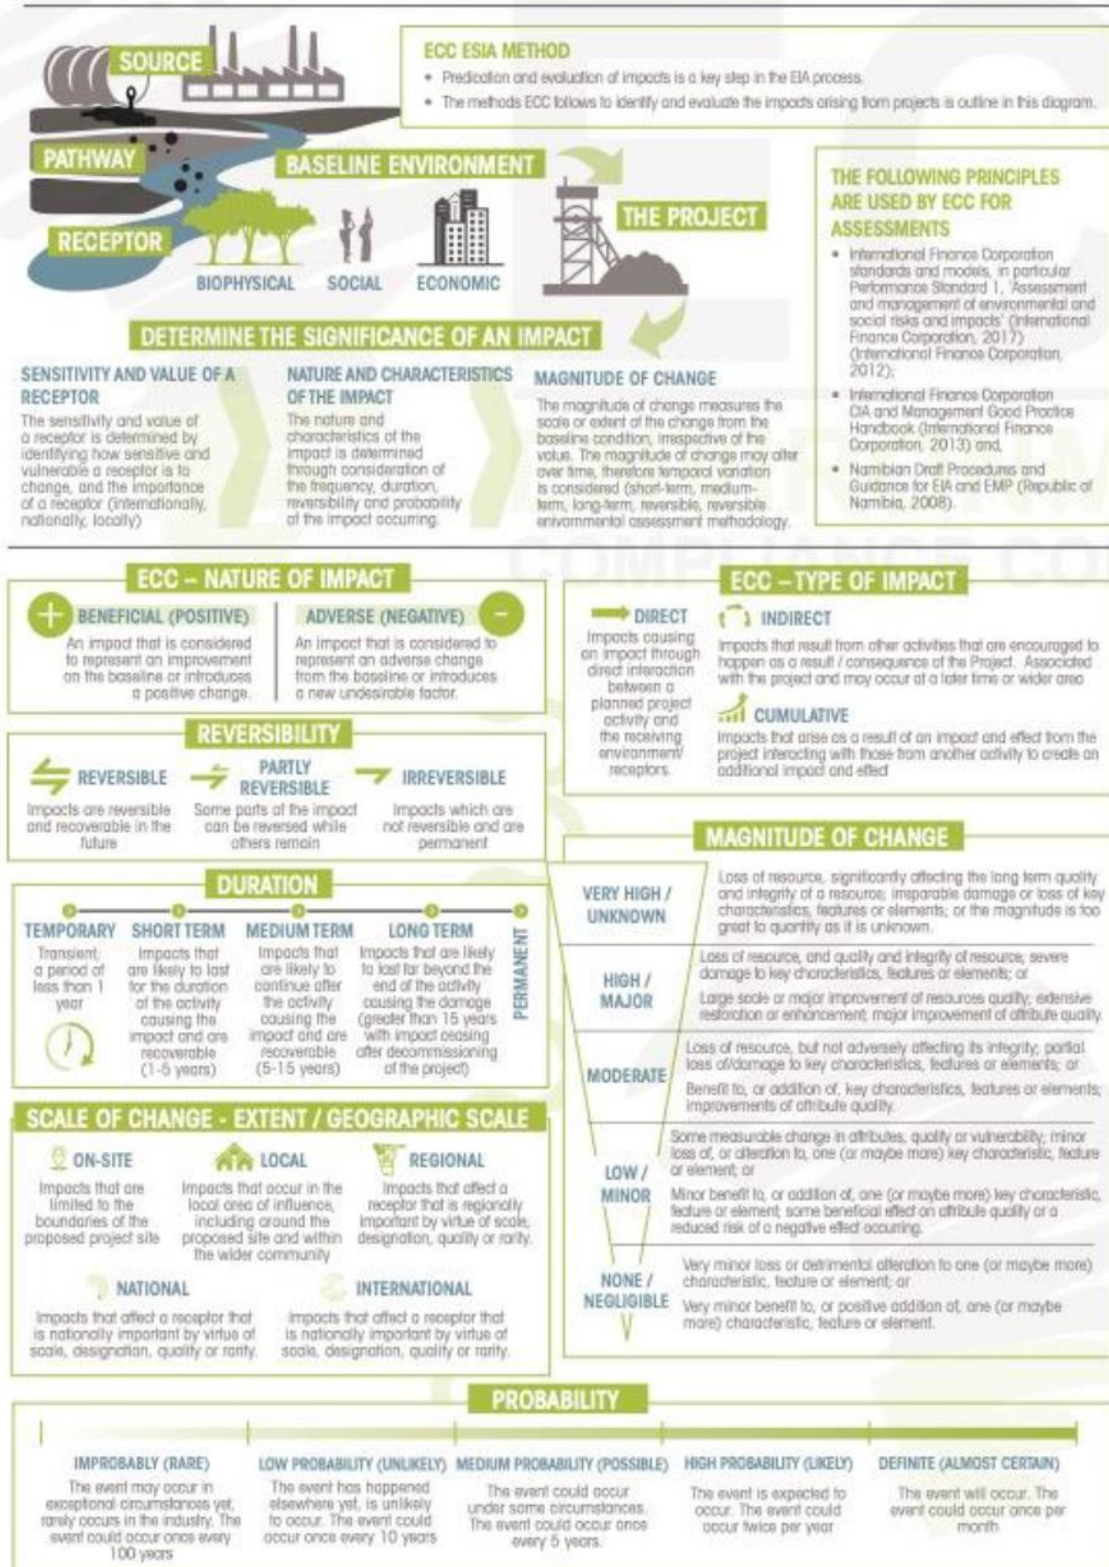 SOURCE
PATHWAY
RECEPTOR
ECC ESIA METHOD
• Predication and evaluation of impacts is a key step in the EIA process.
• The methods ECC follows to identify and evaluate the impacts arising from projects is outline in this diagram.
BASELINE ENVIRONMENT
BIOPHYSICAL
SOCIAL
ECONOMIC
THE PROJECT
THE FOLLOWING PRINCIPLES
ARE USED BY ECC FOR
ASSESSMENTS
• International Finance Corporation
standards and models, in particular
Performance Standard 1, 'Assessment
and management of environmental and
social risks and impacts' (International
Finance Corporation, 2017)
(International Finance Corporation,
2012);
• International Finance Corporation
CIA and Management Good Practice
Handbook (International Finance
Corporation, 2013) and,
• Namibian Draft Procedures and
Guidance for EIA and EMP (Republic of
Namibia, 2008).
DETERMINE THE SIGNIFICANCE OF AN IMPACT
SENSITIVITY AND VALUE OF A
RECEPTOR
The sensitivity and value of
a receptor is determined by
identifying how sensitive and
vulnerable a receptor is to
change, and the importance
of a receptor (internationally,
nationally, locally)
NATURE AND CHARACTERISTICS
OF THE IMPACT
The nature and
characteristics of the
impact is determined
through consideration of
the frequency, duration,
reversibility and probability
of the impact occurring.
MAGNITUDE OF CHANGE
The magnitude of change measures the
scale or extent of the change from the
baseline condition, irrespective of the
value. The magnitude of change may alter
over time, therefore temporal variation
is considered (short-term, medium-
term, long-term, reversible, reversible
environmental assessment methodology.
ECC – NATURE OF IMPACT
+ BENEFICIAL (POSITIVE)
An impact that is considered
to represent an improvement
on the baseline or introduces
a positive change.
ADVERSE (NEGATIVE) -
An impact that is considered to
represent an adverse change
from the baseline or introduces
a new undesirable factor.
ECC – TYPE OF IMPACT
DIRECT
Impacts causing
an impact through
direct interaction
between a
planned project
activity and
the receiving
environment/
receptors.
INDIRECT
Impacts that result from other activities that are encouraged to
happen as a result / consequence of the Project. Associated
with the project and may occur at a later time or wider area
CUMULATIVE
Impacts that arise as a result of an impact and effect from the
project interacting with those from another activity to create an
additional impact and effect
REVERSIBILITY
REVERSIBLE
Impacts are reversible
and recoverable in the
future
PARTLY
REVERSIBLE
Some parts of the impact
can be reversed while
others remain
IRREVERSIBLE
Impacts which are
not reversible and are
permanent
DURATION
TEMPORARY
Transient;
a period of
less than 1
year
SHORT TERM
Impacts that
are likely to last
for the duration
of the activity
causing the
impact and are
recoverable
(1-5 years)
MEDIUM TERM
Impacts that
are likely to
continue after
the activity
causing the
impact and are
recoverable
(5-15 years)
LONG TERM
Impacts that are likely
to last far beyond the
end of the activity
causing the damage
(greater than 15 years
with impact ceasing
after decommissioning
of the project)
PERMANENT
MAGNITUDE OF CHANGE
VERY HIGH /
UNKNOWN
Loss of resource, significantly affecting the long term quality
and integrity of a resource; irreparable damage or loss of key
characteristics, features or elements; or the magnitude is too
great to quantify as it is unknown.
HIGH /
MAJOR
Loss of resource, and quality and integrity of resource; severe
damage to key characteristics, features or elements; or
Large scale or major improvement of resources quality; extensive
restoration or enhancement; major improvement of attribute quality.
MODERATE
Loss of resource, but not adversely affecting its integrity; partial
loss of/damage to key characteristics, features or elements; or
Benefit to, or addition of, key characteristics, features or elements;
improvements of attribute quality.
LOW /
MINOR
Some measurable change in attributes, quality or vulnerability; minor
loss of, or alteration to, one (or maybe more) key characteristic, feature
or element; or
Minor benefit to, or addition of, one (or maybe more) key characteristic,
feature or element; some beneficial effect on attribute quality or a
reduced risk of a negative effect occurring.
NONE /
NEGLIGIBLE
Very minor loss or detrimental alteration to one (or maybe more)
characteristic, feature or element; or
Very minor benefit to, or positive addition of, one (or maybe
more) characteristic, feature or element.
SCALE OF CHANGE - EXTENT / GEOGRAPHIC SCALE
ON-SITE
Impacts that are
limited to the
boundaries of the
proposed project site
LOCAL
Impacts that occur in the
local area of influence,
including around the
proposed site and within
the wider community
REGIONAL
Impacts that affect a
receptor that is regionally
important by virtue of scale,
designation, quality or rarity.
NATIONAL
Impacts that affect a receptor that
is nationally important by virtue of
scale, designation, quality or rarity.
INTERNATIONAL
Impacts that affect a receptor that
is nationally important by virtue of
scale, designation, quality or rarity.
PROBABILITY
IMPROBABLY (RARE)
The event may occur in
exceptional circumstances yet,
rarely occurs in the industry. The
event could occur once every
100 years
LOW PROBABILITY (UNLIKELY)
The event has happened
elsewhere yet, is unlikely
to occur. The event could
occur once every 10 years
MEDIUM PROBABILITY (POSSIBLE)
The event could occur
under some circumstances.
The event could occur once
every 5 years.
HIGH PROBABILITY (LIKELY)
The event is expected to
occur. The event could
occur twice per year
DEFINITE (ALMOST CERTAIN)
The event will occur. The
event could occur once per
month